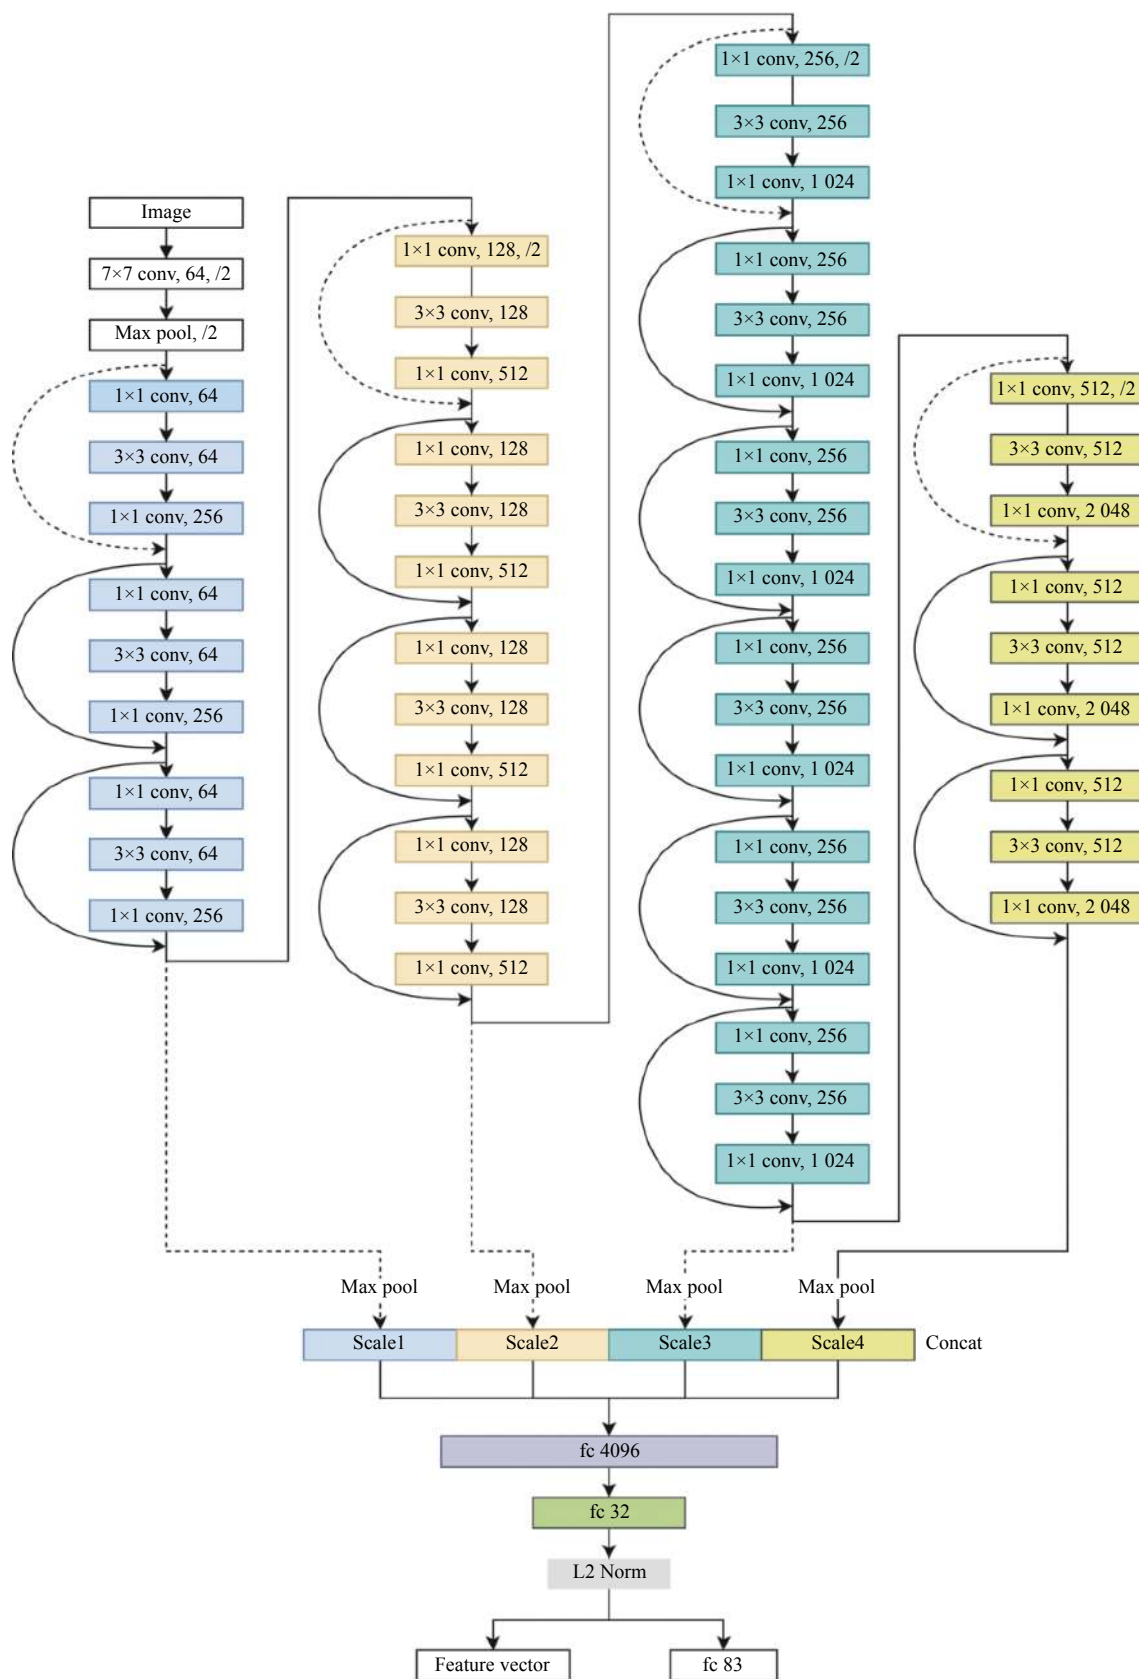 Image
7×7 conv, 64, /2
Max pool, /2
1×1 conv, 64
3×3 conv, 64
1×1 conv, 256
1×1 conv, 64
3×3 conv, 64
1×1 conv, 256
1×1 conv, 64
3×3 conv, 64
1×1 conv, 256
1×1 conv, 128, /2
3×3 conv, 128
1×1 conv, 512
1×1 conv, 128
3×3 conv, 128
1×1 conv, 512
1×1 conv, 128
3×3 conv, 128
1×1 conv, 512
1×1 conv, 128
3×3 conv, 128
1×1 conv, 512
1×1 conv, 256, /2
3×3 conv, 256
1×1 conv, 1 024
1×1 conv, 256
3×3 conv, 256
1×1 conv, 1 024
1×1 conv, 256
3×3 conv, 256
1×1 conv, 1 024
1×1 conv, 256
3×3 conv, 256
1×1 conv, 1 024
1×1 conv, 256
3×3 conv, 256
1×1 conv, 1 024
1×1 conv, 256
3×3 conv, 256
1×1 conv, 1 024
1×1 conv, 512, /2
3×3 conv, 512
1×1 conv, 2 048
1×1 conv, 512
3×3 conv, 512
1×1 conv, 2 048
1×1 conv, 512
3×3 conv, 512
1×1 conv, 2 048
Max pool
Max pool
Max pool
Max pool
Scale1
Scale2
Scale3
Scale4
Concat
fc 4096
fc 32
L2 Norm
Feature vector
fc 83